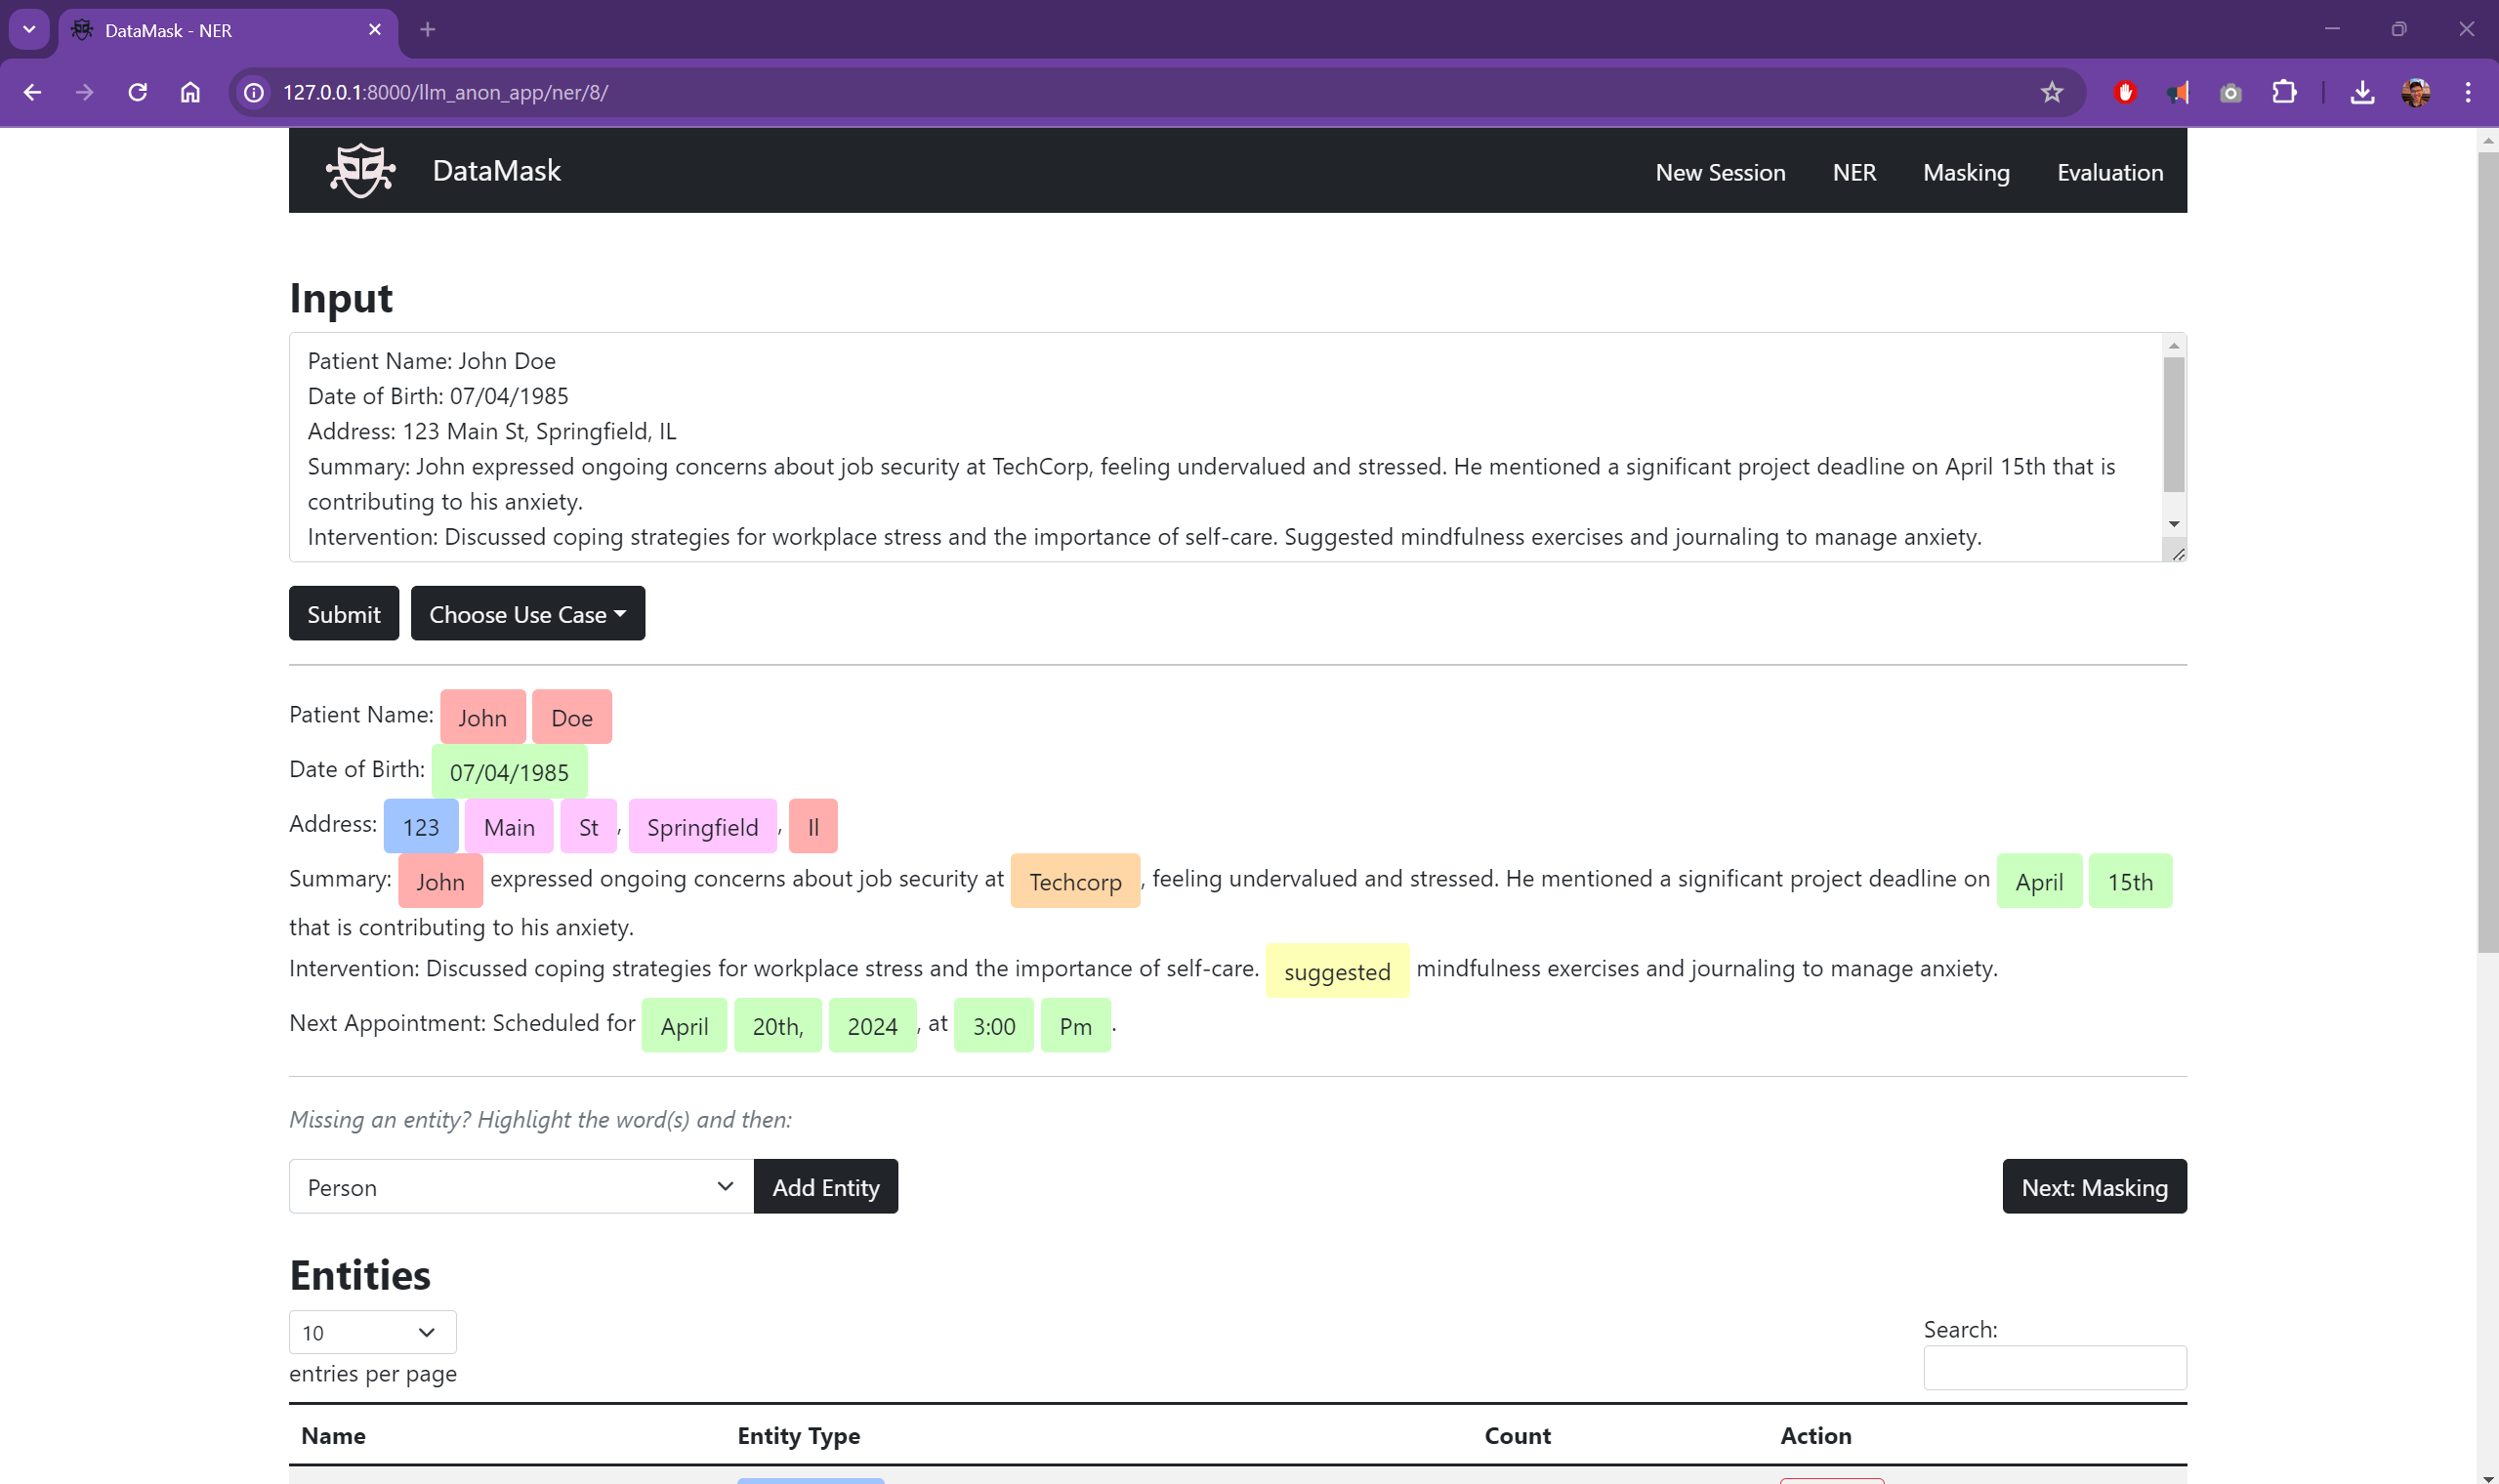 DataMask - NER
127.0.0.1:8000/llm_anon_app/ner/8/
DataMask
New Session NER Masking Evaluation
Input
Patient Name: John Doe
Date of Birth: 07/04/1985
Address: 123 Main St, Springfield, IL
Summary: John expressed ongoing concerns about job security at TechCorp, feeling undervalued and stressed. He mentioned a significant project deadline on April 15th that is
contributing to his anxiety.
Intervention: Discussed coping strategies for workplace stress and the importance of self-care. Suggested mindfulness exercises and journaling to manage anxiety.
Submit Choose Use Case
Patient Name: John Doe
Date of Birth: 07/04/1985
Address: 123 Main St, Springfield, Il
Summary: John expressed ongoing concerns about job security at Techcorp, feeling undervalued and stressed. He mentioned a significant project deadline on April 15th
that is contributing to his anxiety.
Intervention: Discussed coping strategies for workplace stress and the importance of self-care. suggested mindfulness exercises and journaling to manage anxiety.
Next Appointment: Scheduled for April 20th, 2024, at 3:00 Pm.
Missing an entity? Highlight the word(s) and then:
Person Add Entity Next: Masking
Entities
10
entries per page
Search:
Name Entity Type Count Action